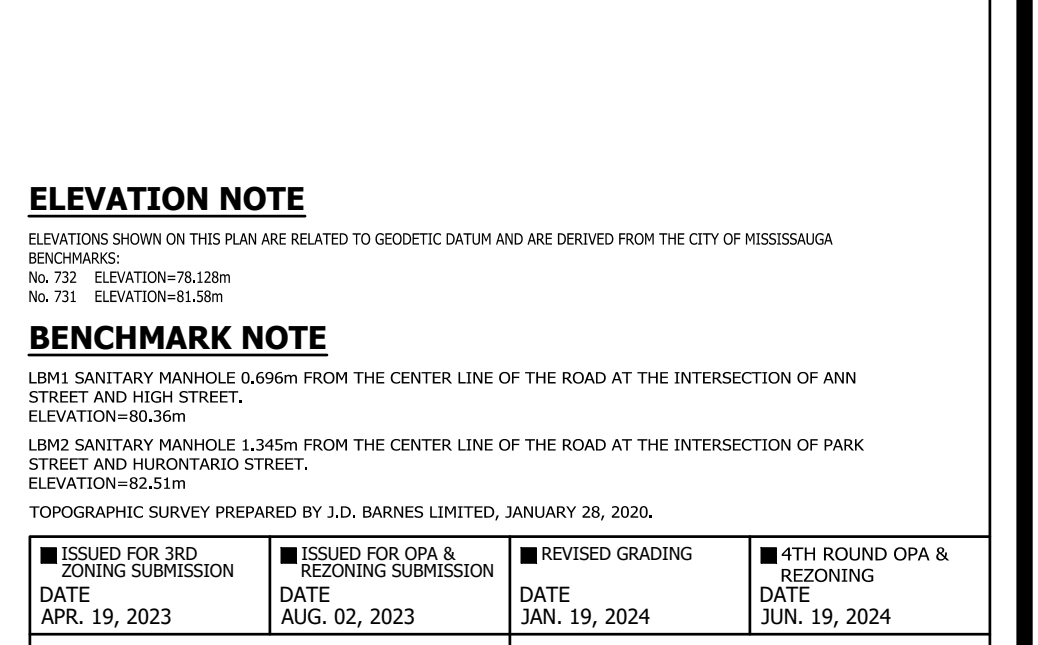 ELEVATION NOTE
ELEVATIONS SHOWN ON THIS PLAN ARE RELATED TO GEODETIC DATUM AND ARE DERIVED FROM THE CITY OF MISSISSAUGA
BENCHMARKS:
No. 732 ELEVATION=78.128m
No. 731 ELEVATION=81.58m
BENCHMARK NOTE
LBM1 SANITARY MANHOLE 0.696m FROM THE CENTER LINE OF THE ROAD AT THE INTERSECTION OF ANN
STREET AND HIGH STREET.
ELEVATION=80.36m
LBM2 SANITARY MANHOLE 1.345m FROM THE CENTER LINE OF THE ROAD AT THE INTERSECTION OF PARK
STREET AND HURONTARIO STREET.
ELEVATION=82.51m
TOPOGRAPHIC SURVEY PREPARED BY J.D. BARNES LIMITED, JANUARY 28, 2020.
ISSUED FOR 3RD
ZONING SUBMISSION
DATE
APR. 19, 2023
ISSUED FOR OPA &
REZONING SUBMISSION
DATE
AUG. 02, 2023
REVISED GRADING
DATE
JAN. 19, 2024
4TH ROUND OPA &
REZONING
DATE
JUN. 19, 2024